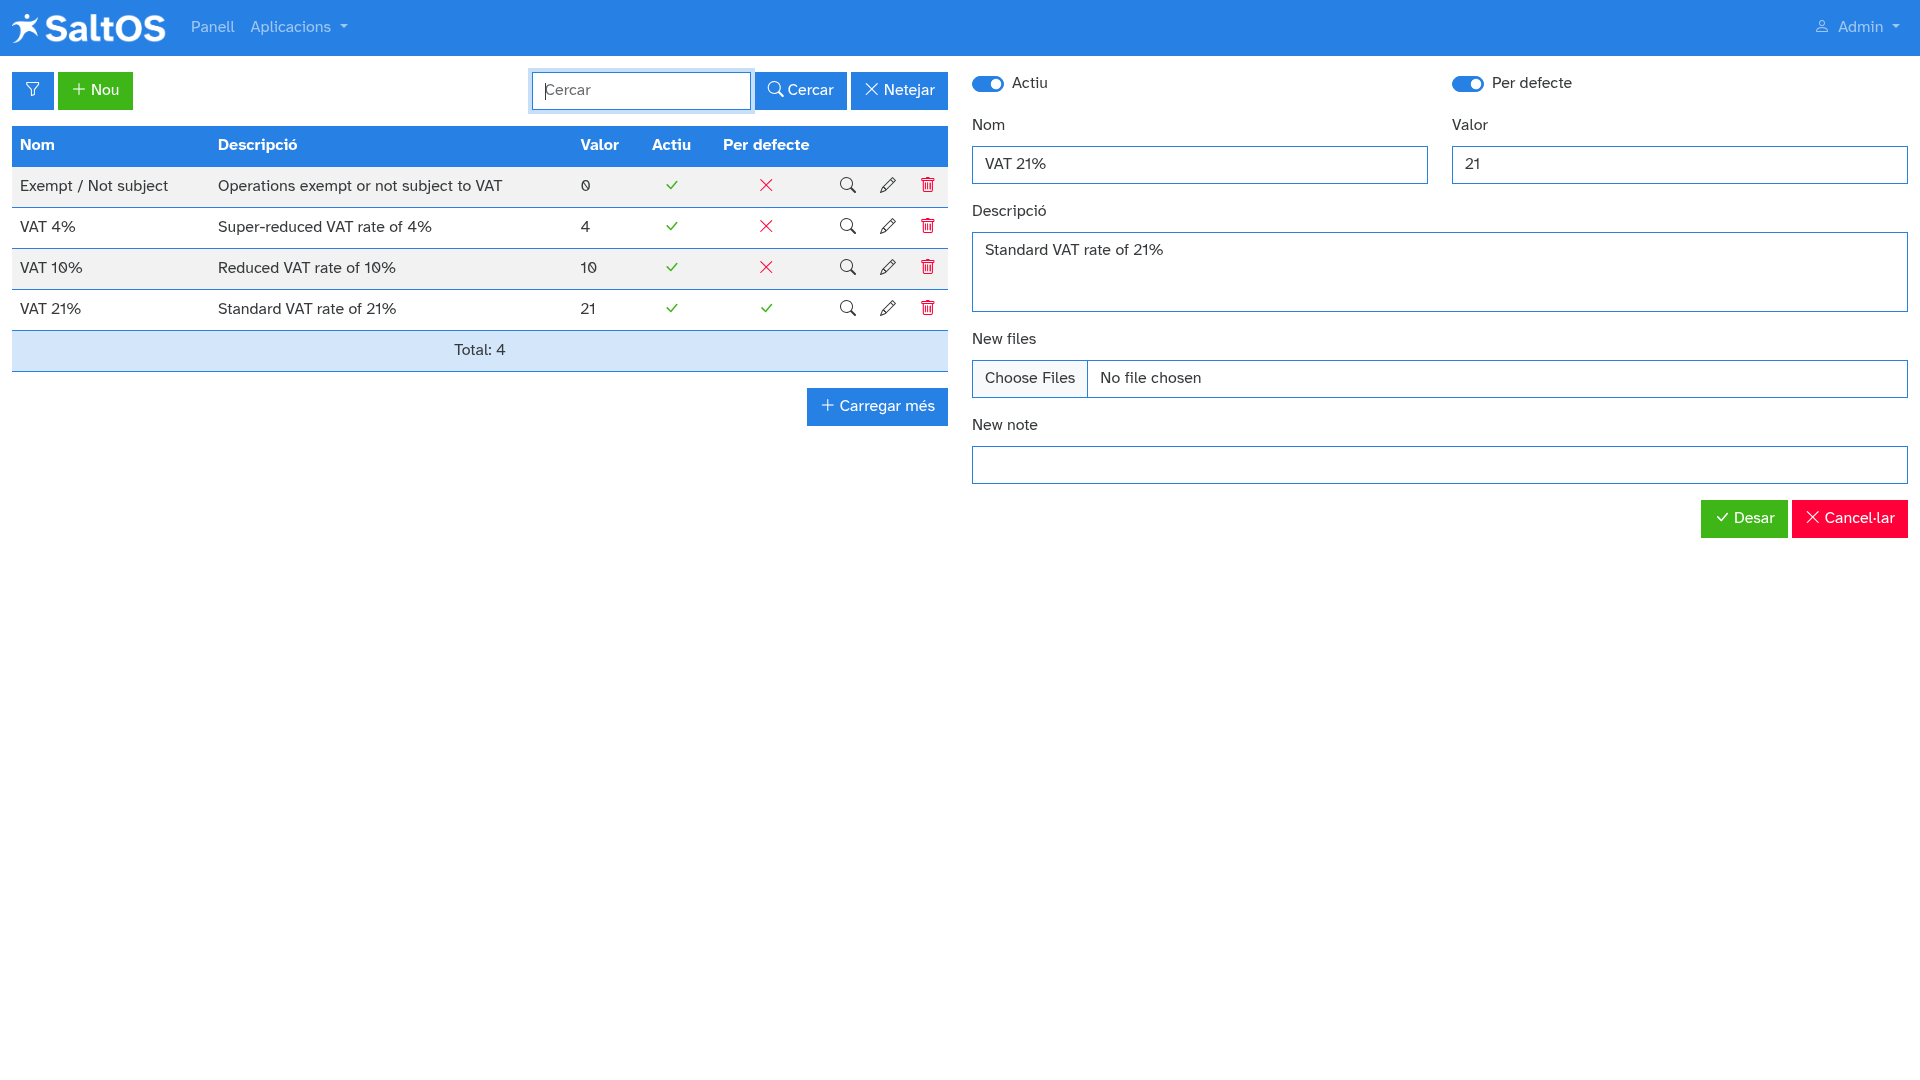 SaltOS Panell Aplicacions Admin
Nou Cercar Cercar Netejar
Nom Descripció Valor Actiu Per defecte
Exempt / Not subject Operations exempt or not subject to VAT 0
VAT 4% Super-reduced VAT rate of 4% 4
VAT 10% Reduced VAT rate of 10% 10
VAT 21% Standard VAT rate of 21% 21
Total: 4
Carregar més
Actiu Per defecte
Nom Valor
VAT 21% 21
Descripció
Standard VAT rate of 21%
New files
Choose Files No file chosen
New note
Desar Cancel·lar